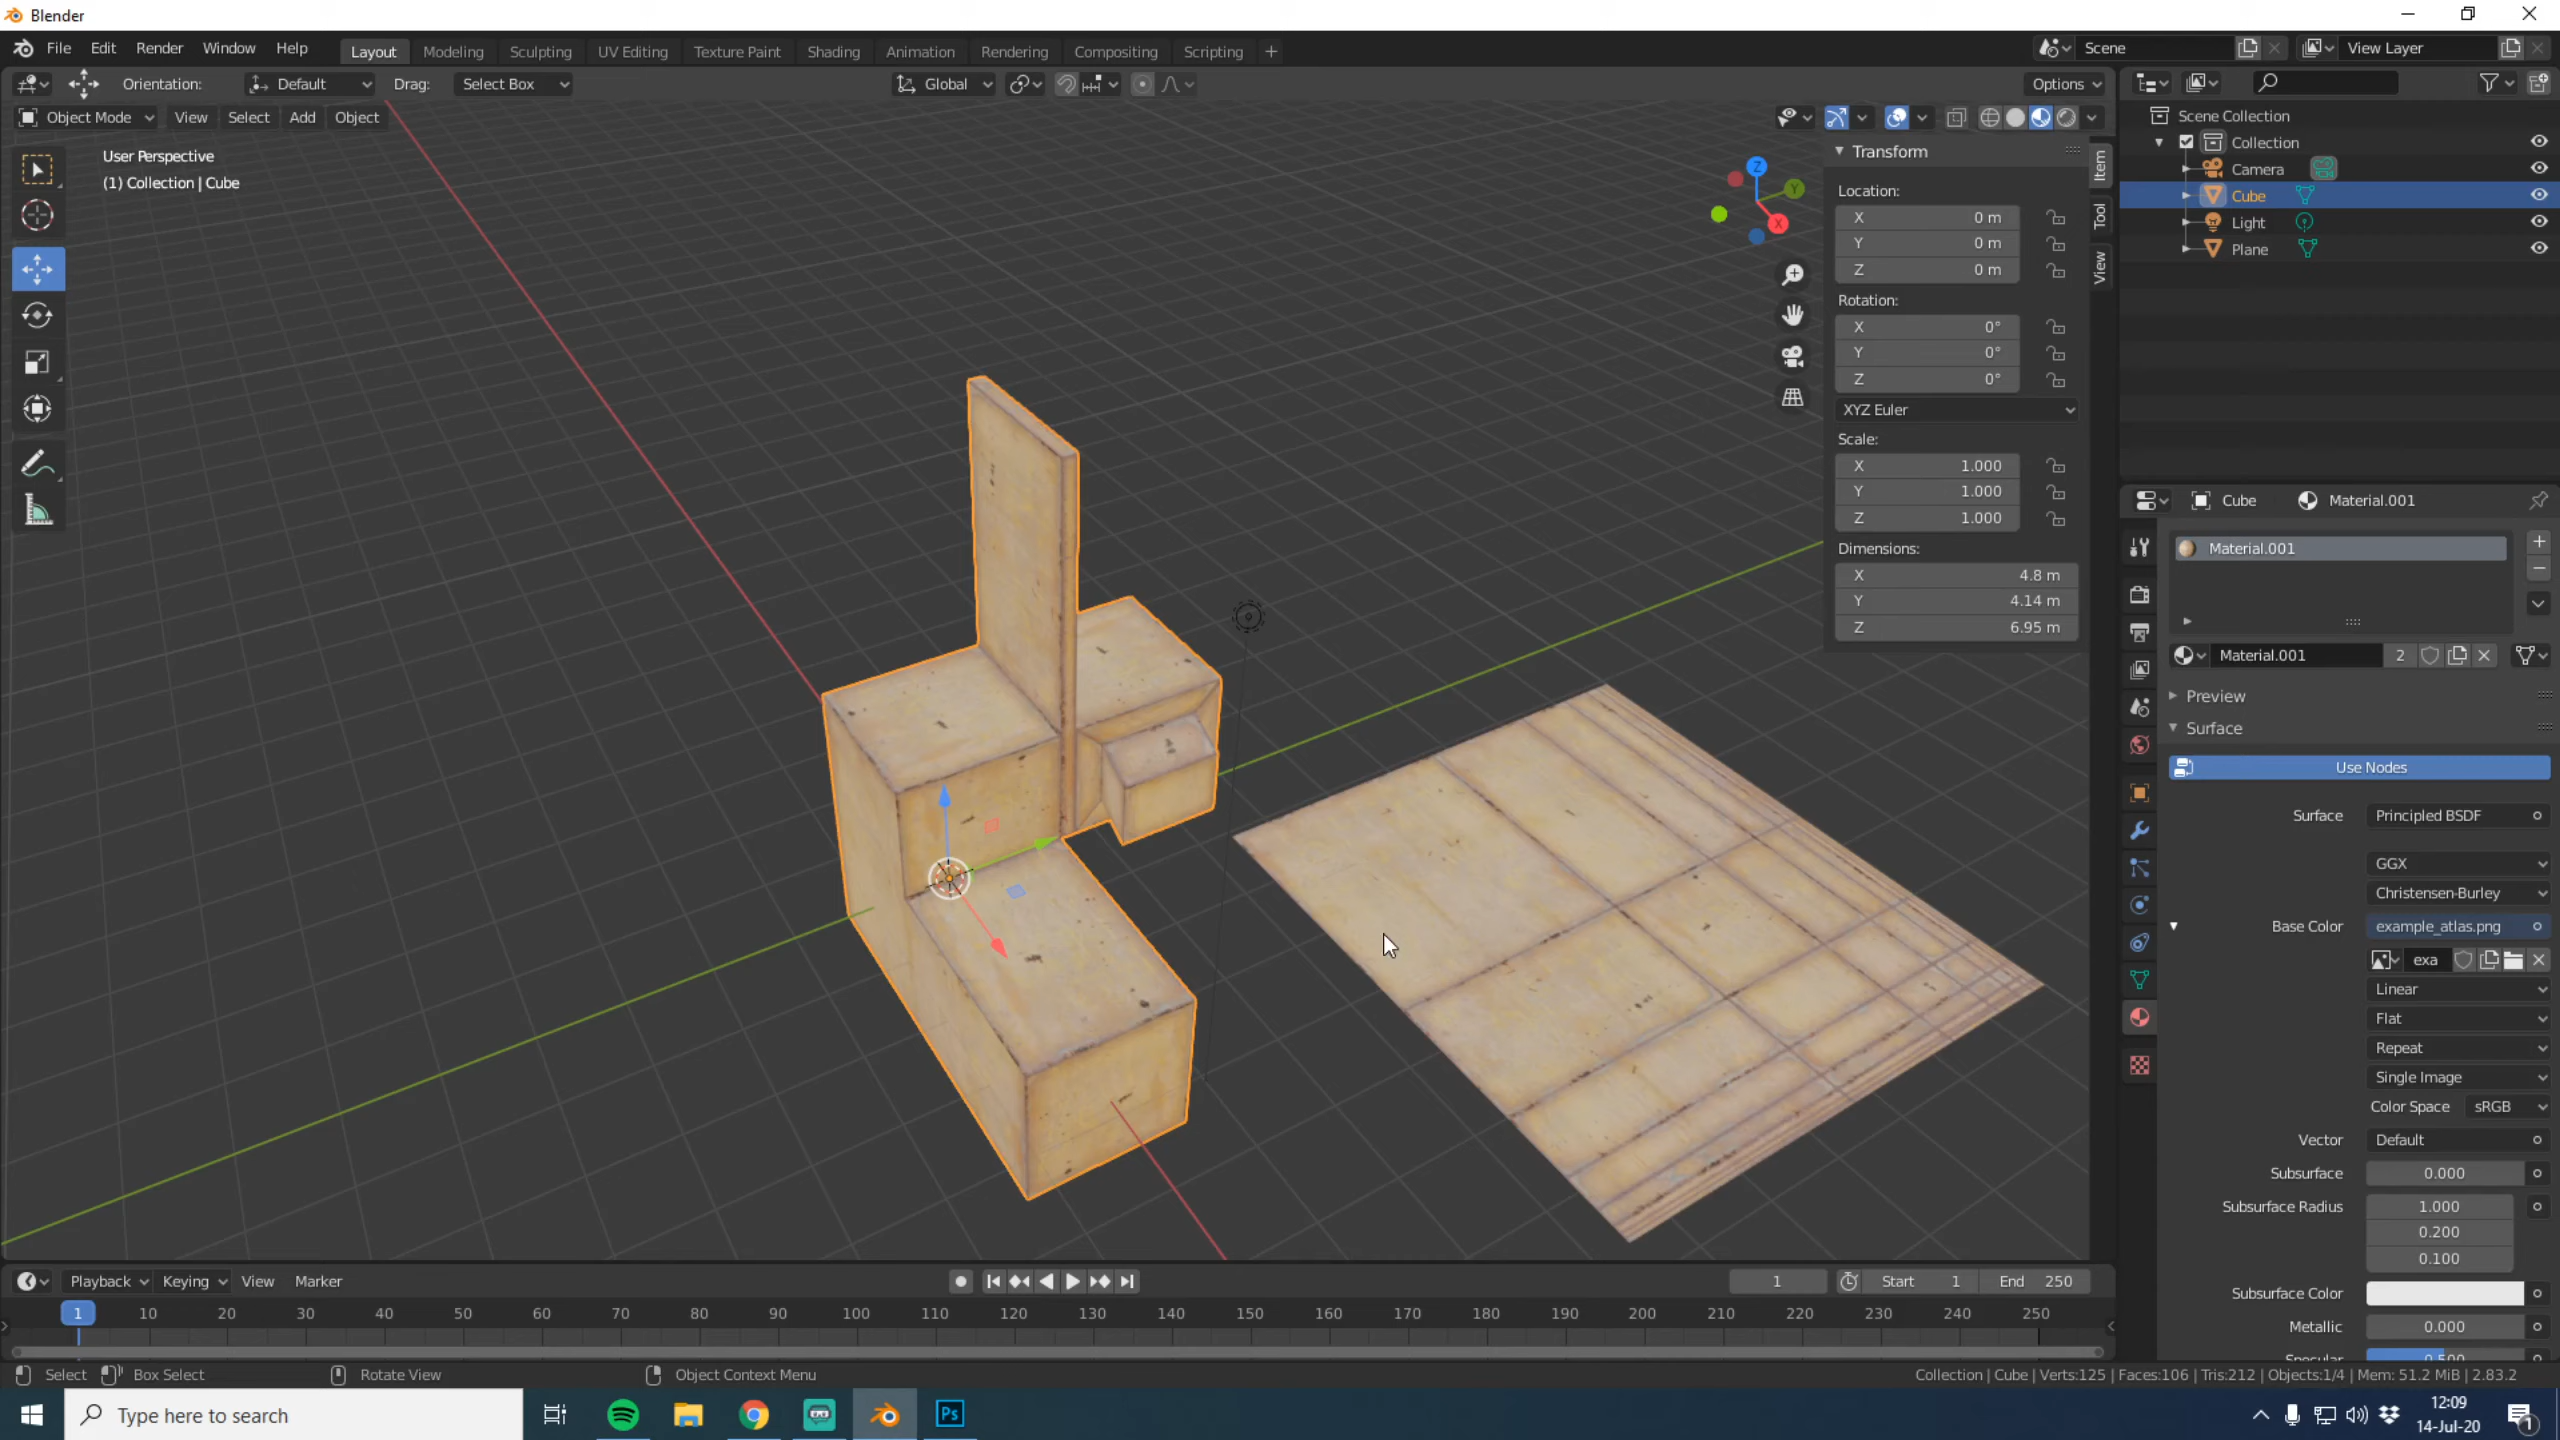 Blender
File Edit Render Window Help Layout Modeling Sculpting UV Editing Texture Paint Shading Animation Rendering Compositing Scripting + Scene View Layer
Orientation: Default Drag: Select Box Global Options
Object Mode View Select Add Object
User Perspective
(1) Collection | Cube
Z
Y
X
Transform
Location:
X 0 m
Y 0 m
Z 0 m
Rotation:
X 0°
Y 0°
Z 0°
XYZ Euler
Scale:
X 1.000
Y 1.000
Z 1.000
Dimensions:
X 4.8 m
Y 4.14 m
Z 6.95 m
Item
Tool
View
Scene Collection
Collection
Camera
Cube
Light
Plane
Cube Material.001
Material.001
Material.001 2
Preview
Surface
Use Nodes
Surface Principled BSDF
GGX
Christensen-Burley
Base Color example_atlas.png
exa
Linear
Flat
Repeat
Single Image
Color Space sRGB
Vector Default
Subsurface 0.000
Subsurface Radius 1.000
0.200
0.100
Subsurface Color
Metallic 0.000
Specular 0.500
Playback Keying View Marker 1 Start 1 End 250
1 10 20 30 40 50 60 70 80 90 100 110 120 130 140 150 160 170 180 190 200 210 220 230 240 250
Select Box Select Rotate View Object Context Menu Collection | Cube | Verts:125 | Faces:106 | Tris:212 | Objects:1/4 | Mem: 51.2 MiB | 2.83.2
Type here to search
Ps
12:09
14-Jul-20
1